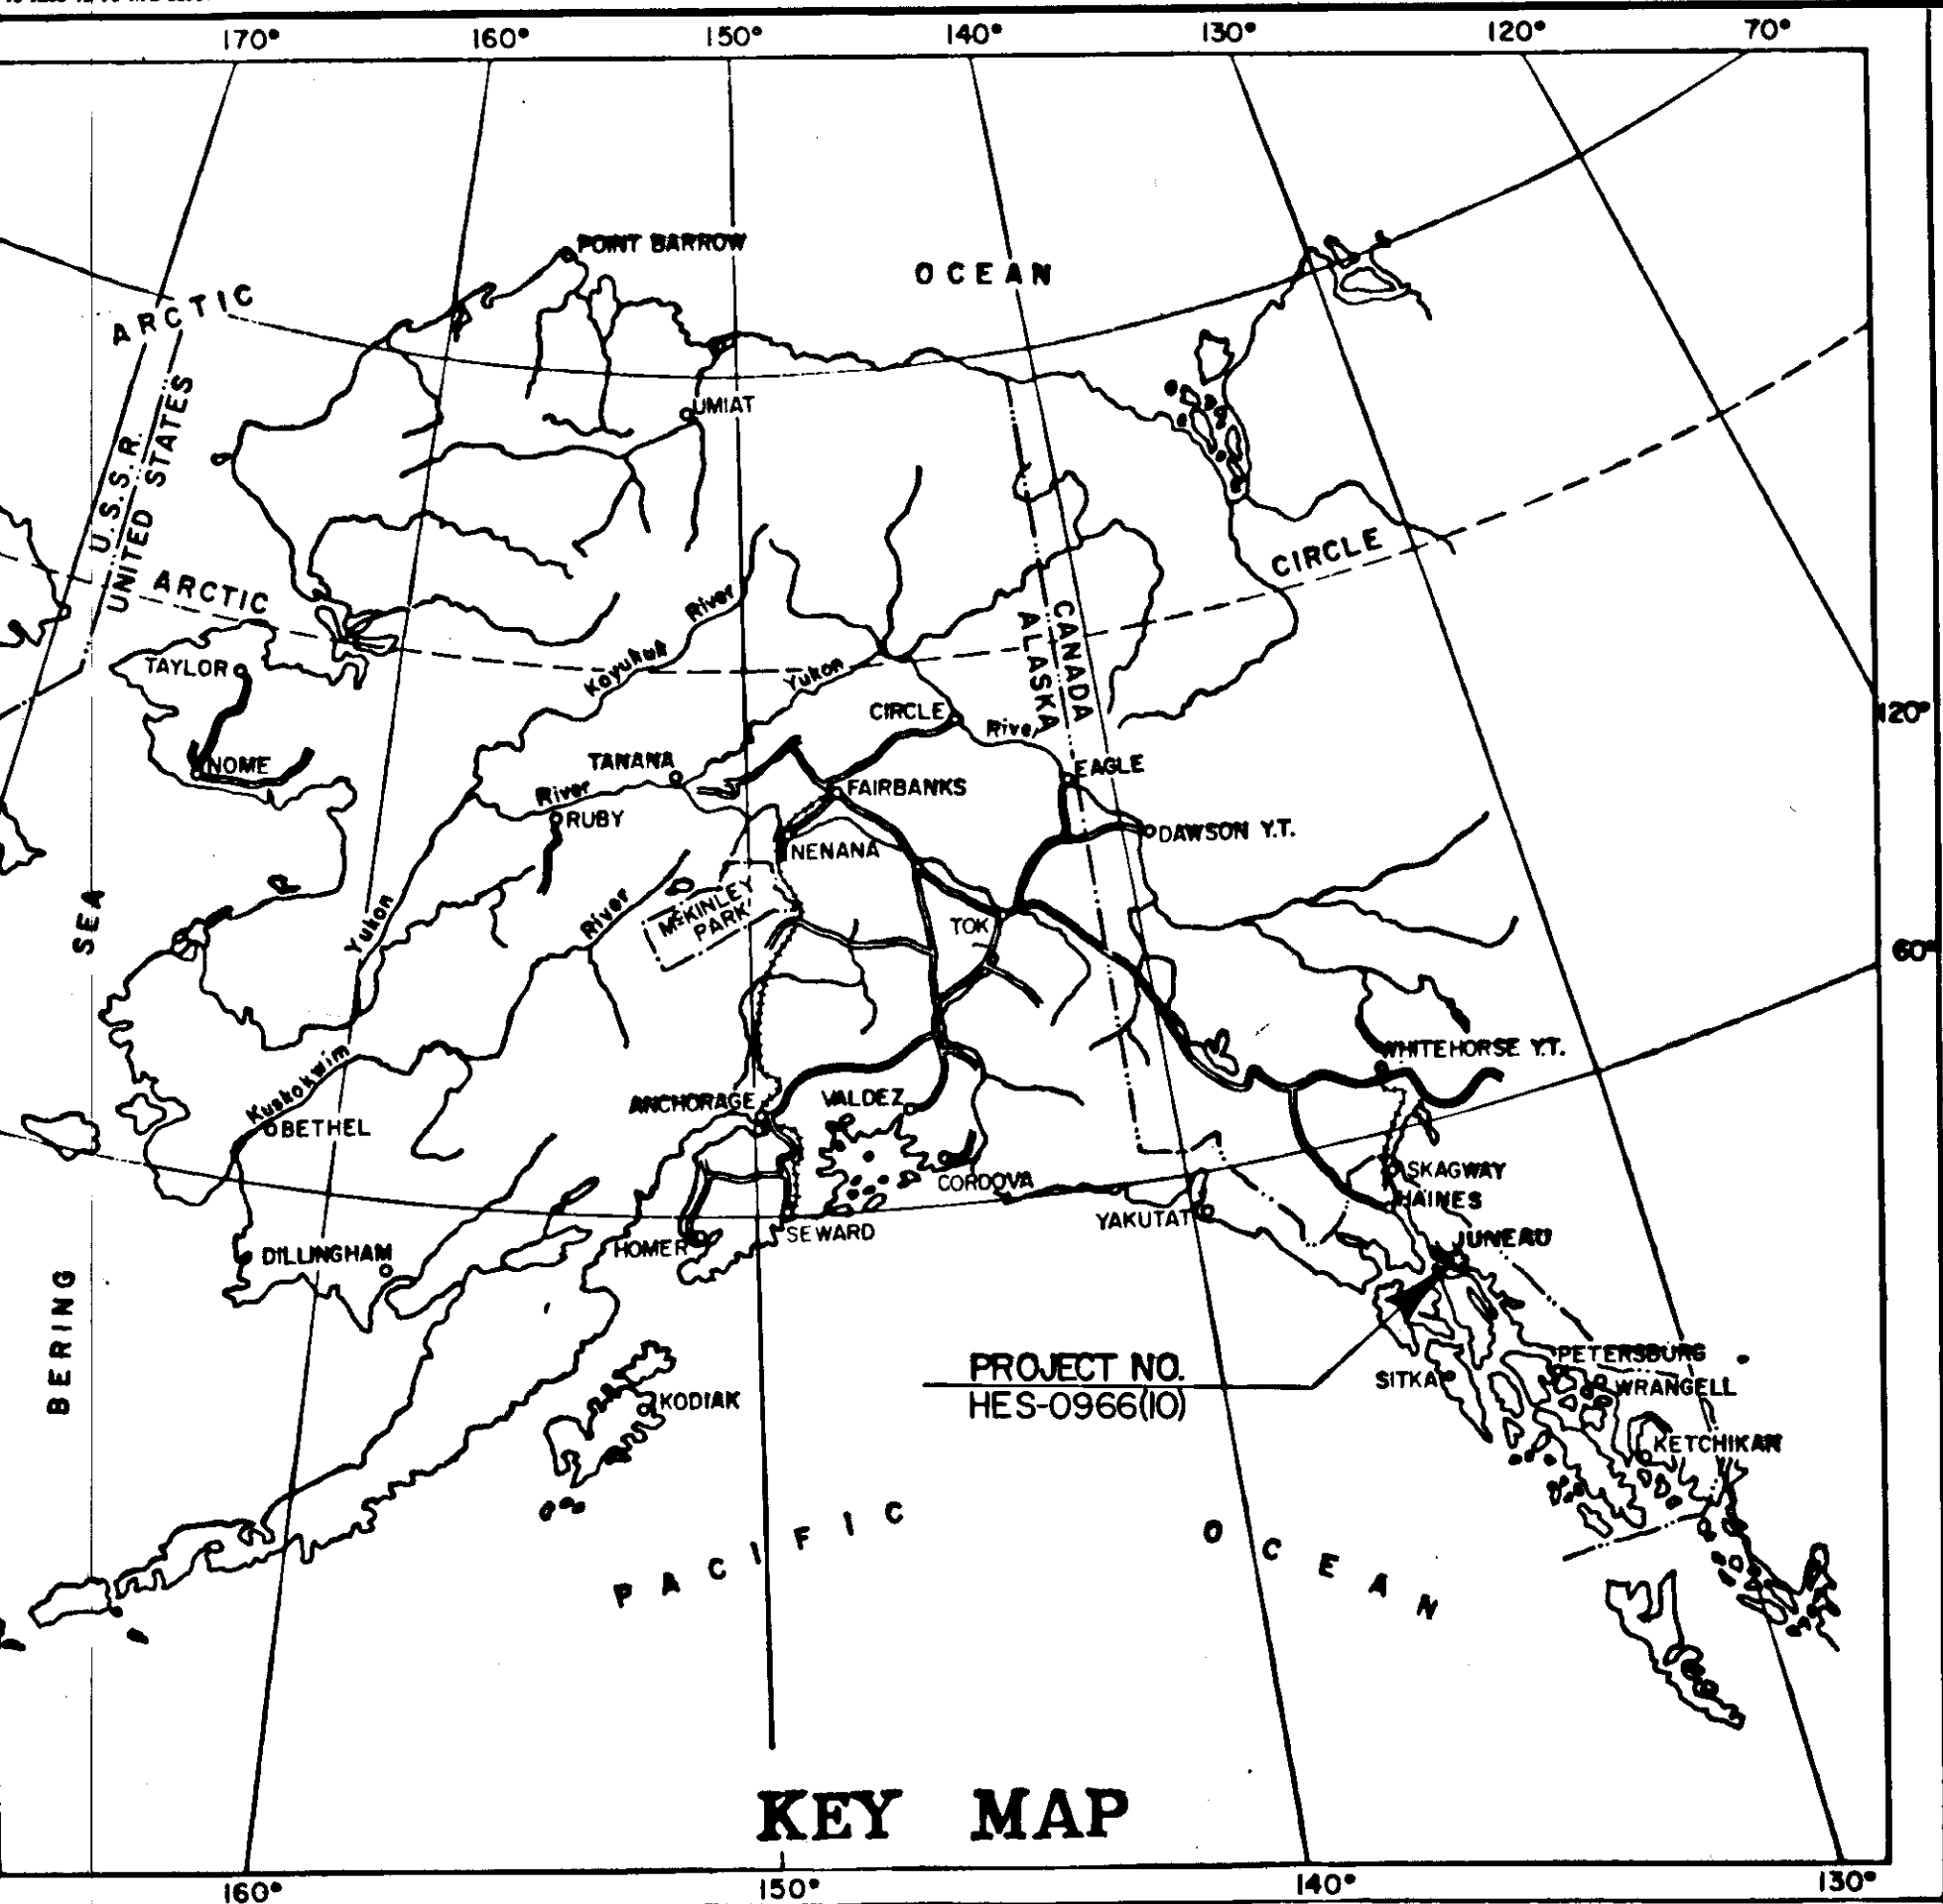 170° 160° 150° 140° 130° 120° 70°
POINT BARROW
OCEAN
ARCTIC
UMIAT
U.S.S.R.
UNITED STATES
ARCTIC
CIRCLE
River
Koyukuk
Yukon
CANADA
ALASKA
TAYLOR
CIRCLE
River
120°
NOME
TANANA
EAGLE
FAIRBANKS
River
RUBY
DAWSON Y.T.
NENANA
McKINLEY
PARK
River
Yukon
TOK
SEA
60°
WHITEHORSE Y.T.
Kuskokwim
ANCHORAGE
VALDEZ
BETHEL
SKAGWAY
CORDOVA
HAINES
YAKUTAT
SEWARD
JUNEAU
HOMER
DILLINGHAM
BERING
PROJECT NO.
HES-0966(10)
PETERSBURG
SITKA
WRANGELL
KODIAK
KETCHIKAN
PACIFIC
OCEAN
KEY MAP
160° 150° 140° 130°